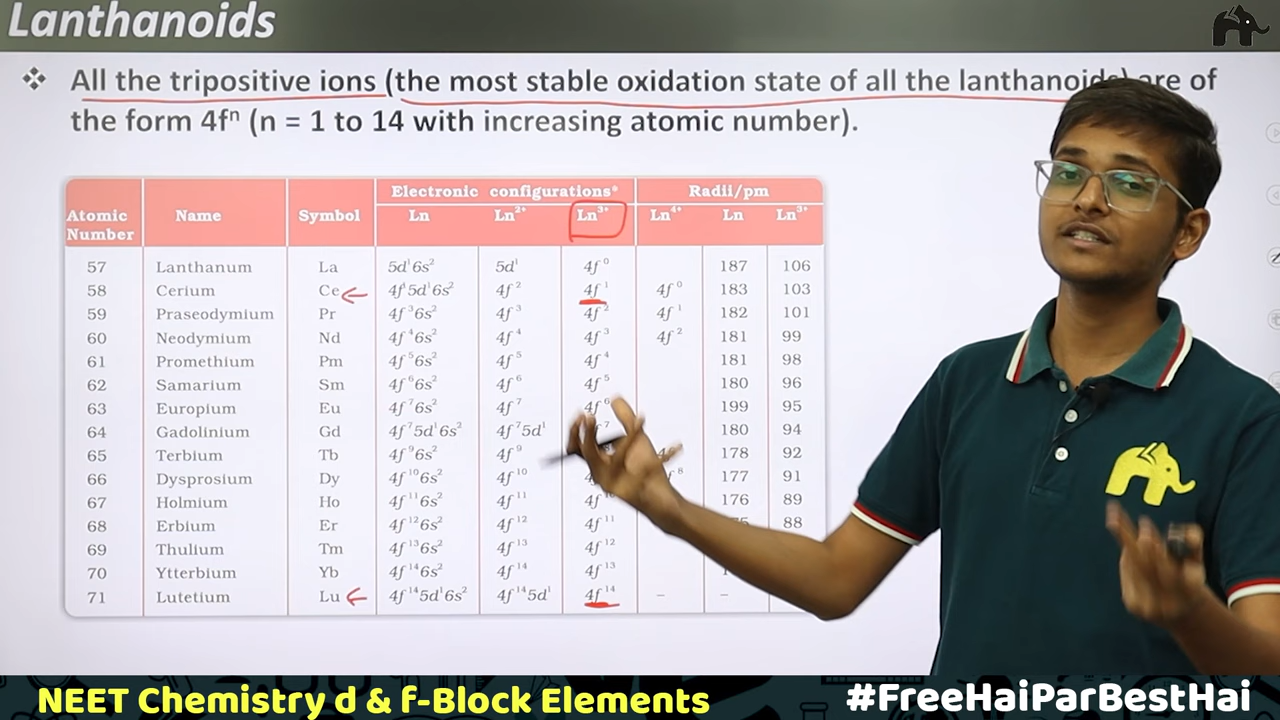 Lanthanoids
❖ All the tripositive ions (the most stable oxidation state of all the lanthanoids) are of
the form 4fⁿ (n = 1 to 14 with increasing atomic number).
Electronic configurations* Radii/pm
Atomic Number Name Symbol Ln Ln²⁺ Ln³⁺ Ln⁴⁺ Ln Ln³⁺
57 Lanthanum La 5d¹6s² 5d¹ 4f⁰ 187 106
58 Cerium Ce 4f¹5d¹6s² 4f² 4f¹ 4f⁰ 183 103
59 Praseodymium Pr 4f³6s² 4f³ 4f² 4f¹ 182 101
60 Neodymium Nd 4f⁴6s² 4f⁴ 4f³ 4f² 181 99
61 Promethium Pm 4f⁵6s² 4f⁵ 4f⁴ 181 98
62 Samarium Sm 4f⁶6s² 4f⁶ 4f⁵ 180 96
63 Europium Eu 4f⁷6s² 4f⁷ 4f⁶ 199 95
64 Gadolinium Gd 4f⁷5d¹6s² 4f⁷5d¹ 180 94
65 Terbium Tb 4f⁹6s² 4f⁹ 178 92
66 Dysprosium Dy 4f¹⁰6s² 4f¹⁰ 177 91
67 Holmium Ho 4f¹¹6s² 4f¹¹ 176 89
68 Erbium Er 4f¹²6s² 4f¹² 4f¹¹ 88
69 Thulium Tm 4f¹³6s² 4f¹³ 4f¹²
70 Ytterbium Yb 4f¹⁴6s² 4f¹⁴ 4f¹³
71 Lutetium Lu 4f¹⁴5d¹6s² 4f¹⁴5d¹ 4f¹⁴ – –
NEET Chemistry d & f-Block Elements #FreeHaiParBestHai